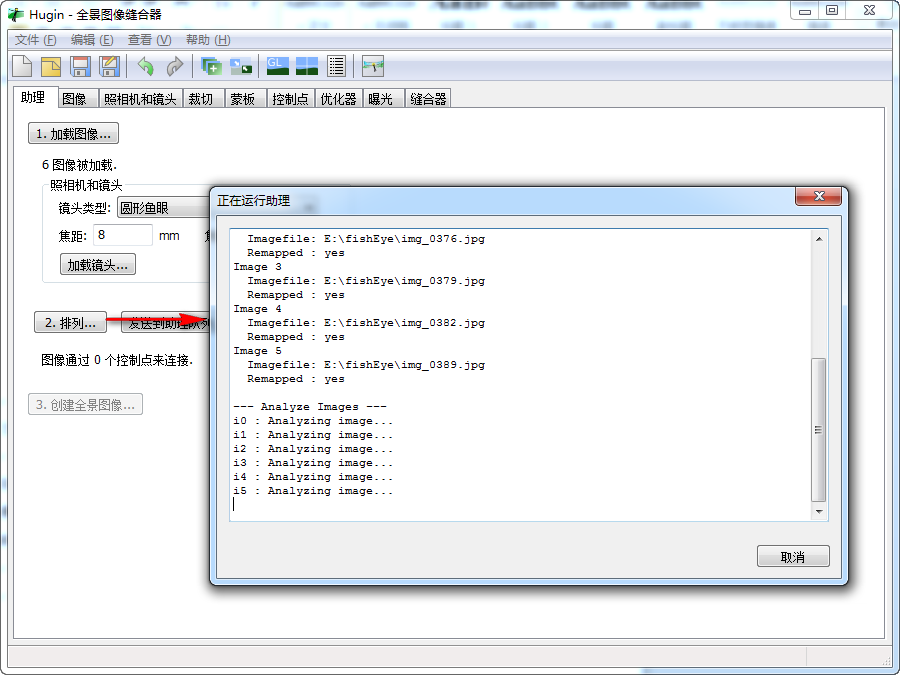 Hugin - 全景图像缝合器
文件 (F) 编辑 (E) 查看 (V) 帮助 (H)
GL
助理 图像 照相机和镜头 裁切 蒙板 控制点 优化器 曝光 缝合器
1. 加载图像...
6 图像被加载.
照相机和镜头
镜头类型: 圆形鱼眼
焦距: 8 mm
加载镜头...
2. 排列... 发送到助理队列
图像通过 0 个控制点来连接.
3. 创建全景图像...
正在运行助理
Imagefile: E:\fishEye\img_0376.jpg
Remapped : yes
Image 3
Imagefile: E:\fishEye\img_0379.jpg
Remapped : yes
Image 4
Imagefile: E:\fishEye\img_0382.jpg
Remapped : yes
Image 5
Imagefile: E:\fishEye\img_0389.jpg
Remapped : yes
--- Analyze Images ---
i0 : Analyzing image...
i1 : Analyzing image...
i2 : Analyzing image...
i3 : Analyzing image...
i4 : Analyzing image...
i5 : Analyzing image...
取消